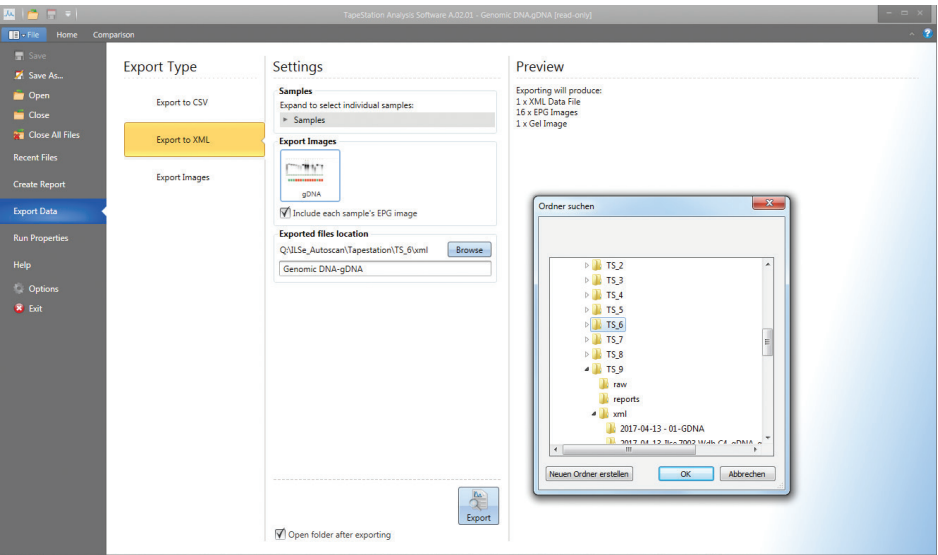 TapeStation Analysis Software A.02.01 - Genomic DNA.gDNA [read-only]
File Home Comparison
Save
Save As...
Open
Close
Close All Files
Recent Files
Create Report
Export Data
Run Properties
Help
Options
Exit
Export Type
Export to CSV
Export to XML
Export Images
Settings
Samples
Expand to select individual samples:
Samples
Export Images
gDNA
Include each sample's EPG image
Exported files location
Q:\ILSe_Autoscan\Tapestation\TS_6\xml Browse
Genomic DNA-gDNA
Export
Open folder after exporting
Preview
Exporting will produce:
1 x XML Data File
16 x EPG Images
1 x Gel Image
Ordner suchen
TS_2
TS_3
TS_4
TS_5
TS_6
TS_7
TS_8
TS_9
raw
reports
xml
2017-04-13 - 01-GDNA
2017-04-13
Neuen Ordner erstellen OK Abbrechen